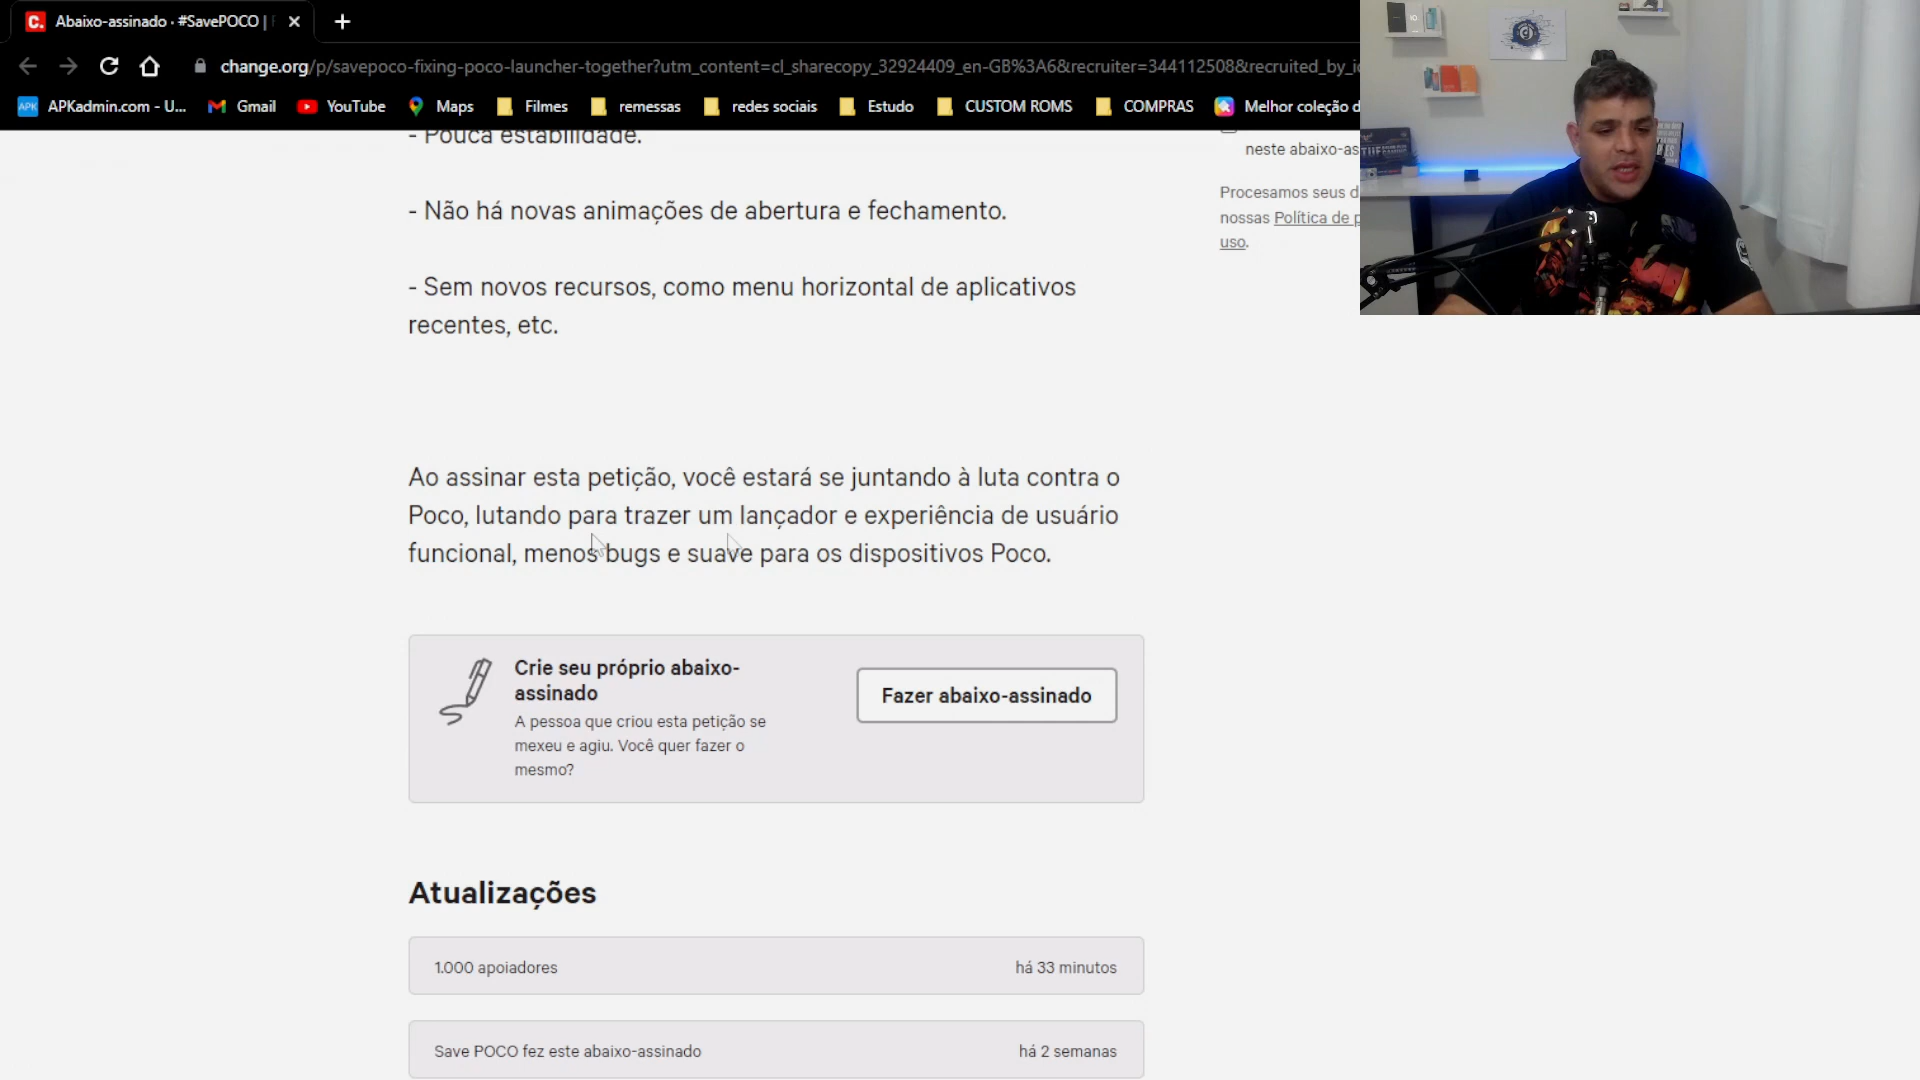 Abaixo-assinado · #SavePOCO |
change.org/p/savepoco-fixing-poco-launcher-together?utm_content=cl_sharecopy_32924409_en-GB%3A6&recruiter=344112508&recruited_by_i
APKadmin.com - U...
Gmail
YouTube
Maps
Filmes
remessas
redes sociais
Estudo
CUSTOM ROMS
COMPRAS
Melhor coleção d
- Pouca estabilidade.
neste abaixo-as
- Não há novas animações de abertura e fechamento.
Procesamos seus d
nossas Política de p
uso.
- Sem novos recursos, como menu horizontal de aplicativos
recentes, etc.
Ao assinar esta petição, você estará se juntando à luta contra o
Poco, lutando para trazer um lançador e experiência de usuário
funcional, menos bugs e suave para os dispositivos Poco.
Crie seu próprio abaixo-
assinado
A pessoa que criou esta petição se
mexeu e agiu. Você quer fazer o
mesmo?
Fazer abaixo-assinado
Atualizações
1.000 apoiadores
há 33 minutos
Save POCO fez este abaixo-assinado
há 2 semanas